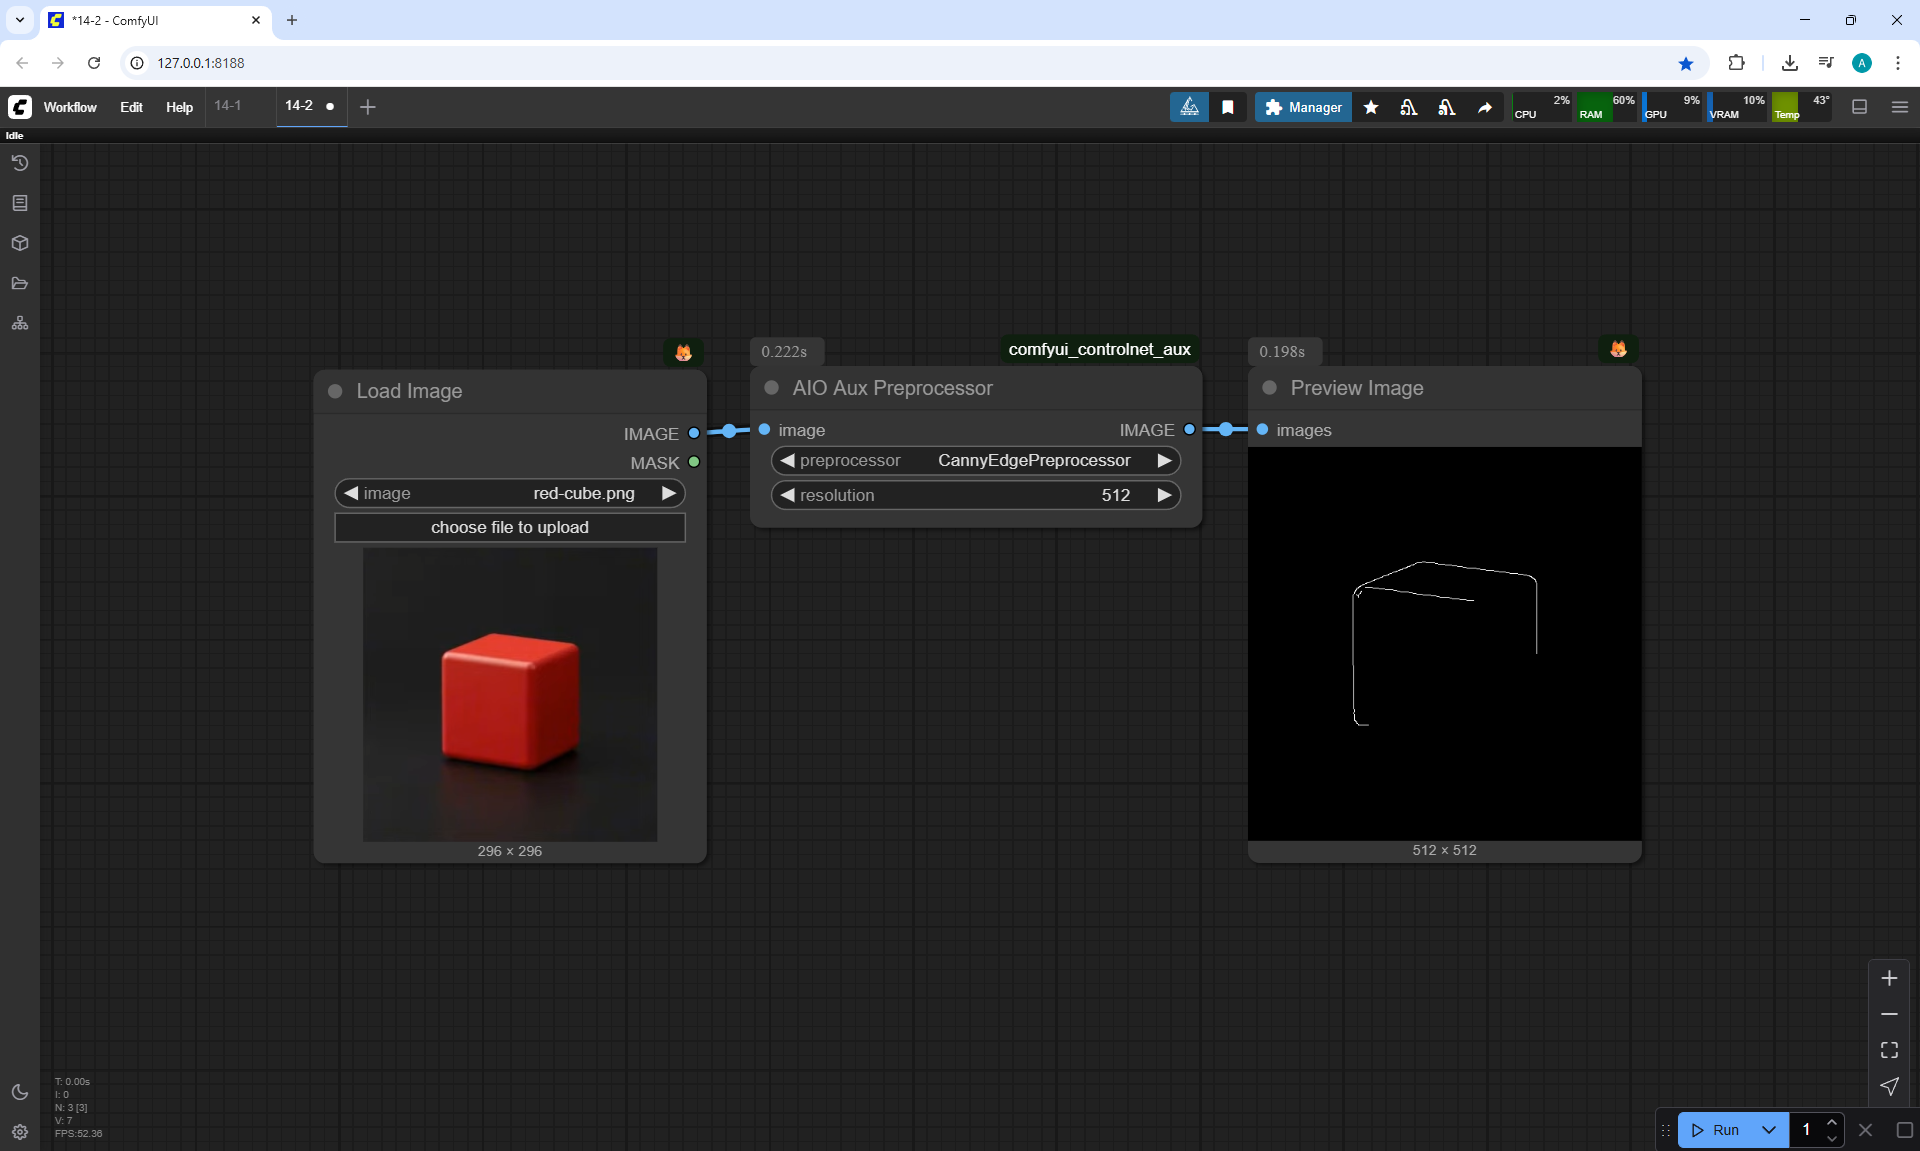 *14-2 - ComfyUI
127.0.0.1:8188
Workflow Edit Help 14-1 14-2 Manager CPU 2% RAM 60% GPU 9% VRAM 10% Temp 43°
Idle
0.222s comfyui_controlnet_aux 0.198s
Load Image AIO Aux Preprocessor Preview Image
IMAGE image IMAGE images
MASK preprocessor CannyEdgePreprocessor
image red-cube.png resolution 512
choose file to upload
296 × 296 512 × 512
T: 0.00s
I: 0
N: 3 [3]
V: 7
FPS:52.36
Run 1
A